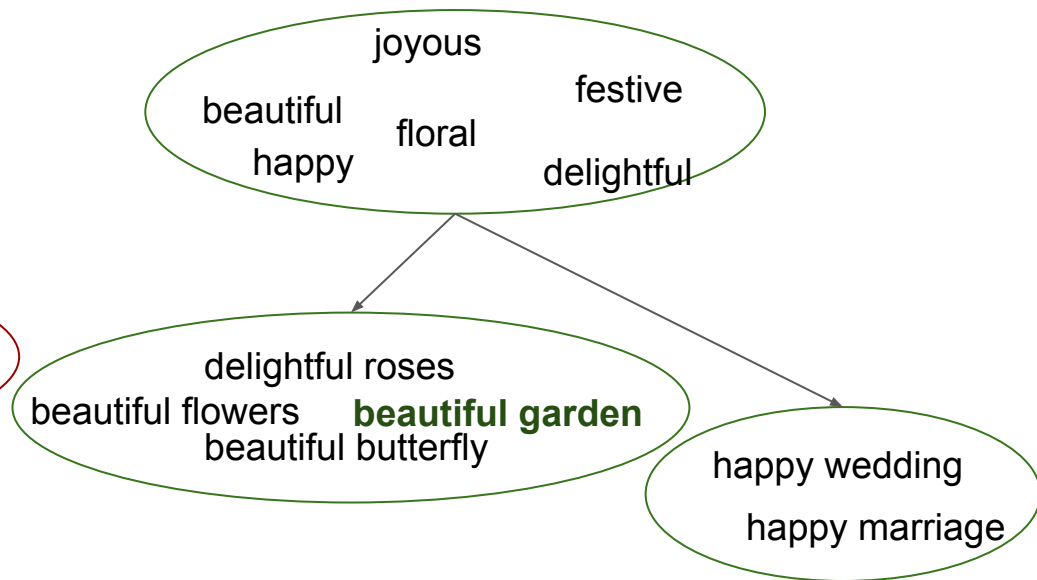 joyous
festive
beautiful
floral
happy
delightful
delightful roses
beautiful flowers
beautiful garden
beautiful butterfly
happy wedding
happy marriage